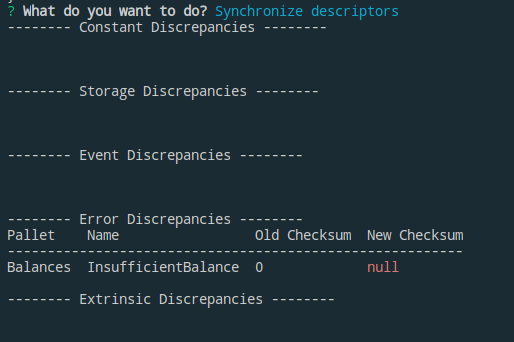 ? What do you want to do? Synchronize descriptors
-------- Constant Discrepancies --------
-------- Storage Discrepancies --------
-------- Event Discrepancies --------
-------- Error Discrepancies --------
Pallet    Name                 Old Checksum  New Checksum
---------------------------------------------------------
Balances  InsufficientBalance  0             null
-------- Extrinsic Discrepancies --------